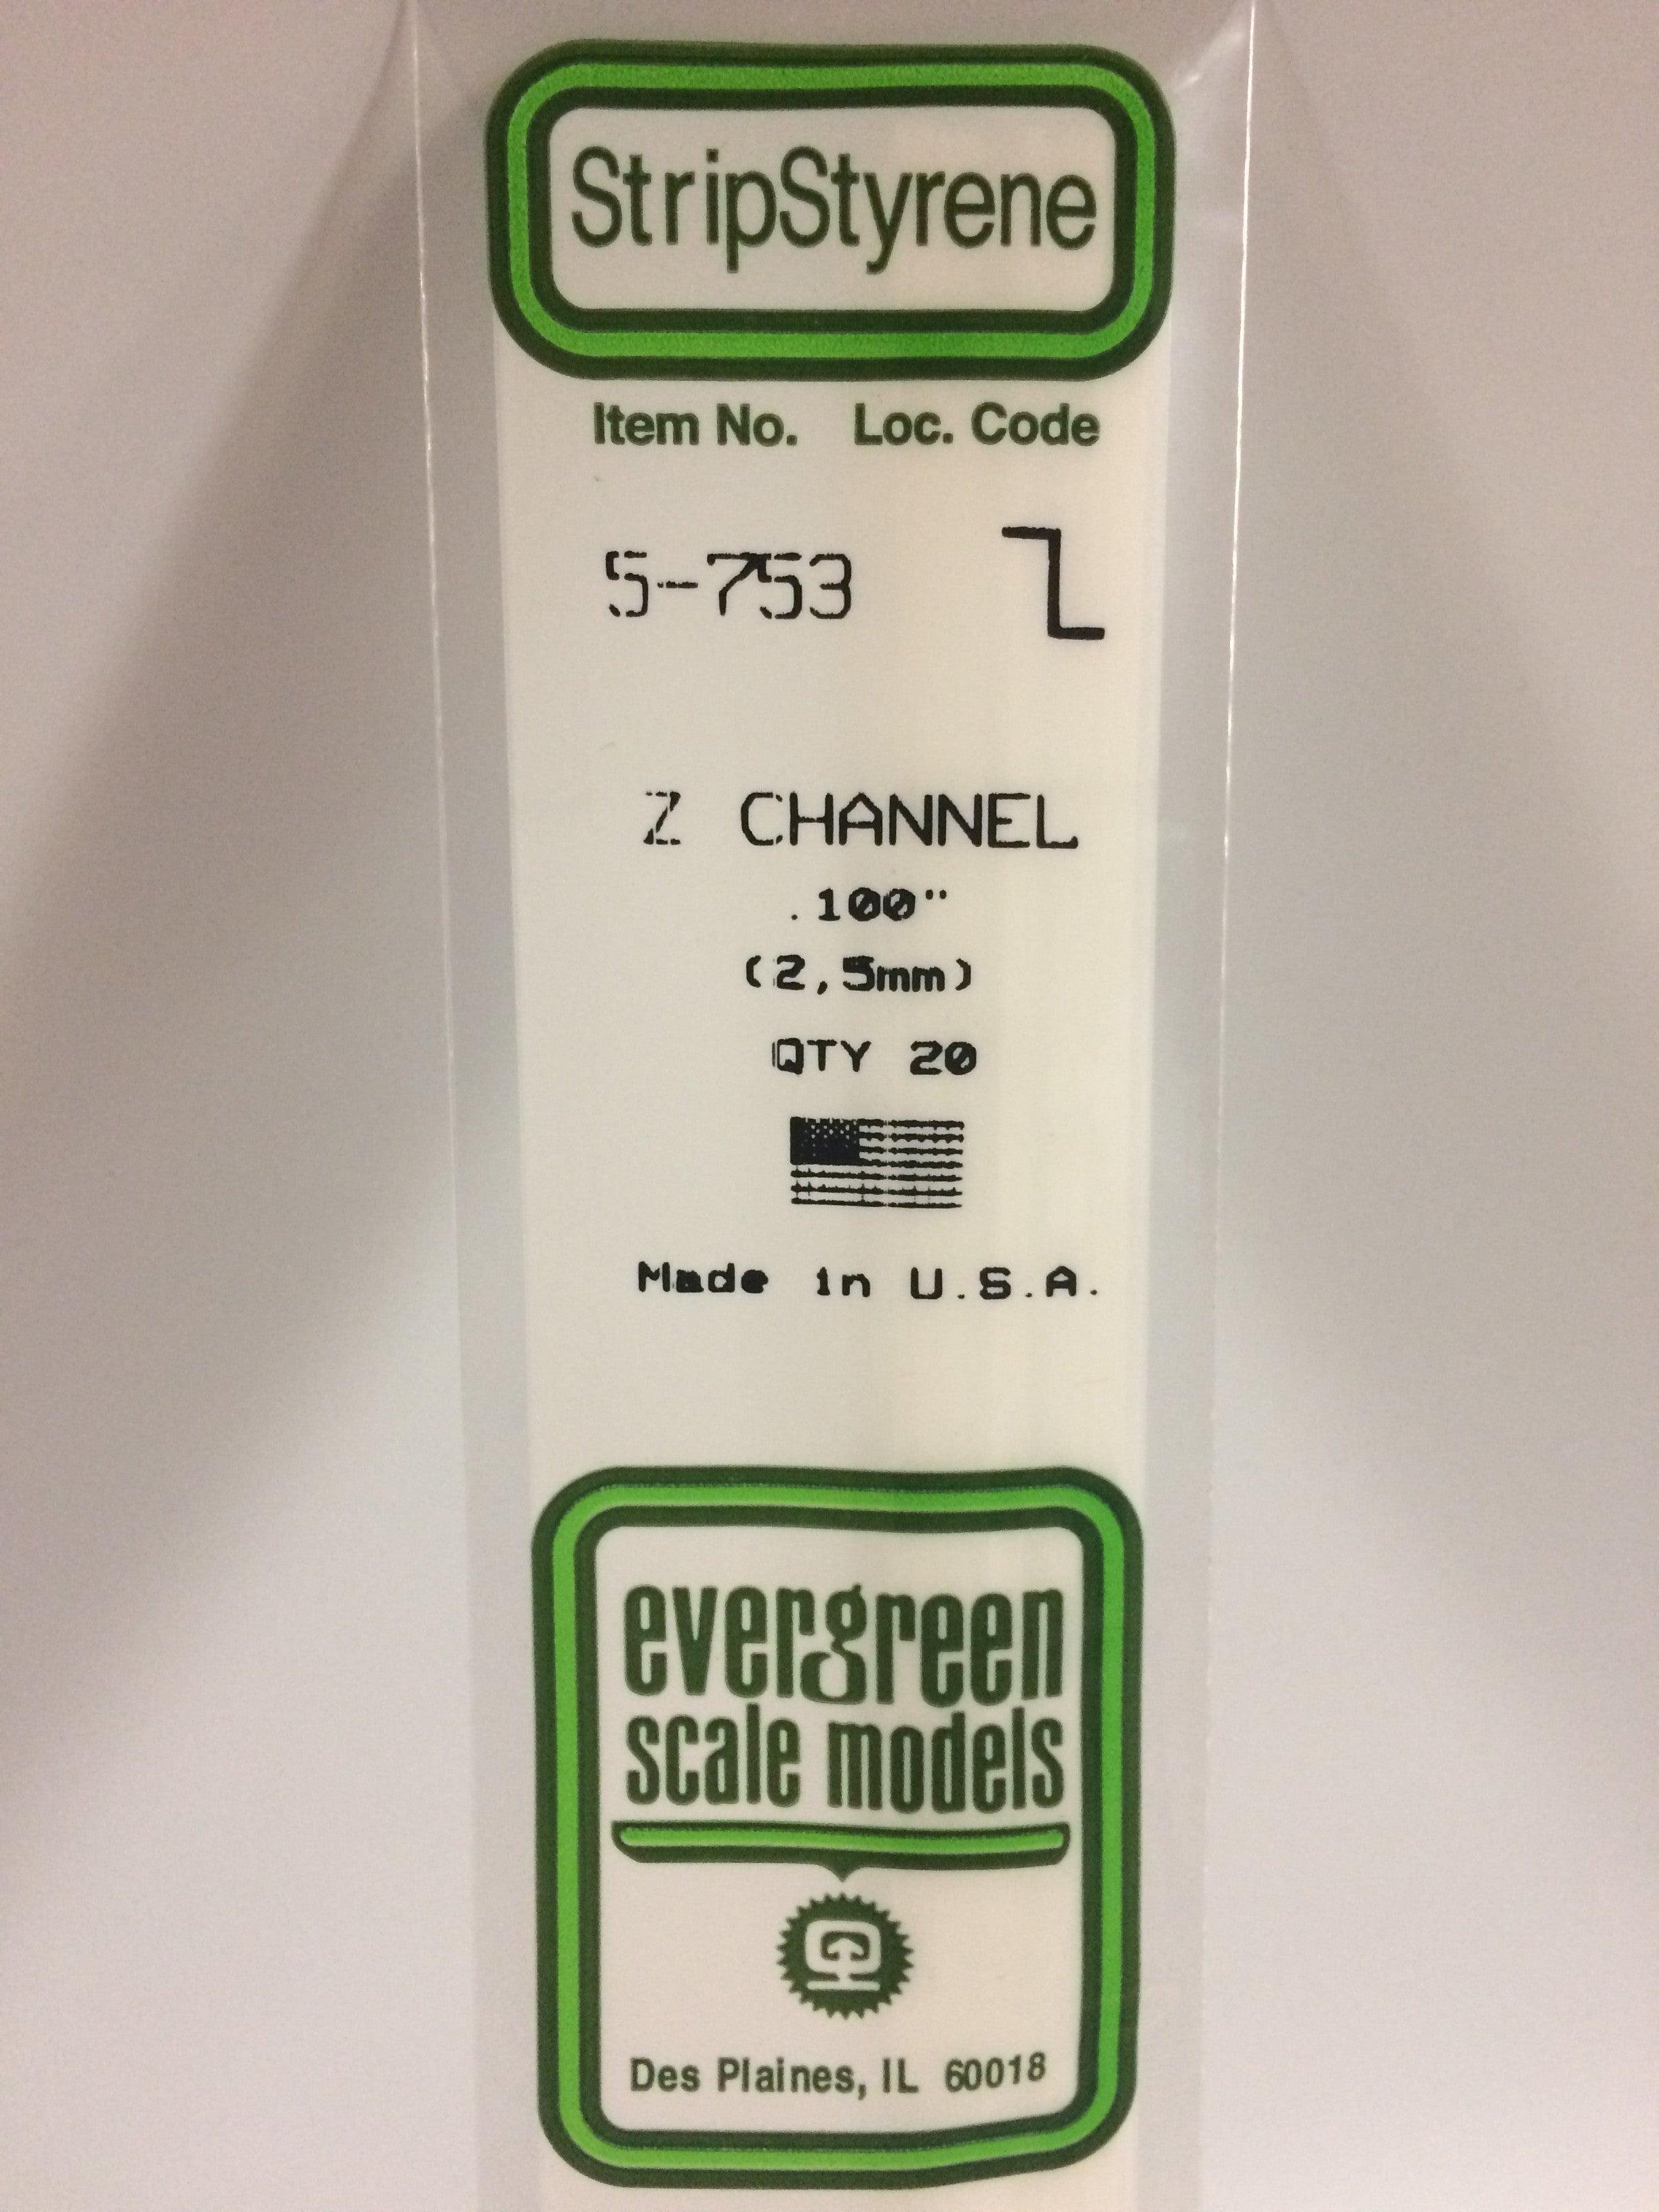 StripStyrene
Item No. Loc. Code
5-753
Z CHANNEL
.100"
(2,5mm)
QTY 20
Made in U.S.A.
evergreen
scale models
Des Plaines, IL 60018